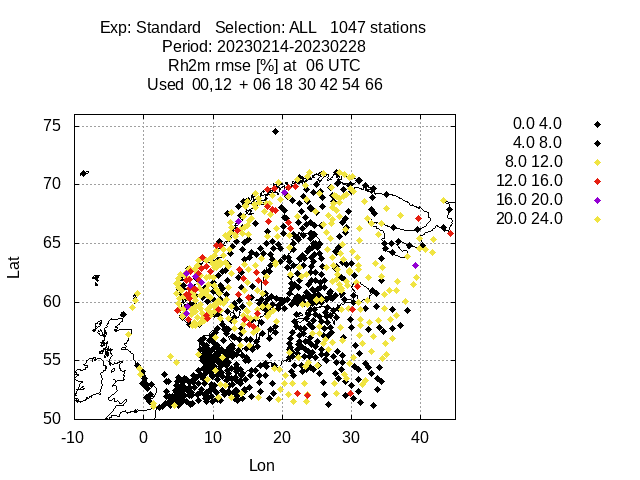 Exp: Standard   Selection: ALL   1047 stations
Period: 20230214-20230228
Rh2m rmse [%] at  06 UTC
Used  00,12  + 06 18 30 42 54 66
0.0 4.0
4.0 8.0
8.0 12.0
12.0 16.0
16.0 20.0
20.0 24.0
75
70
65
60
55
50
Lat
-10 0 10 20 30 40
Lon